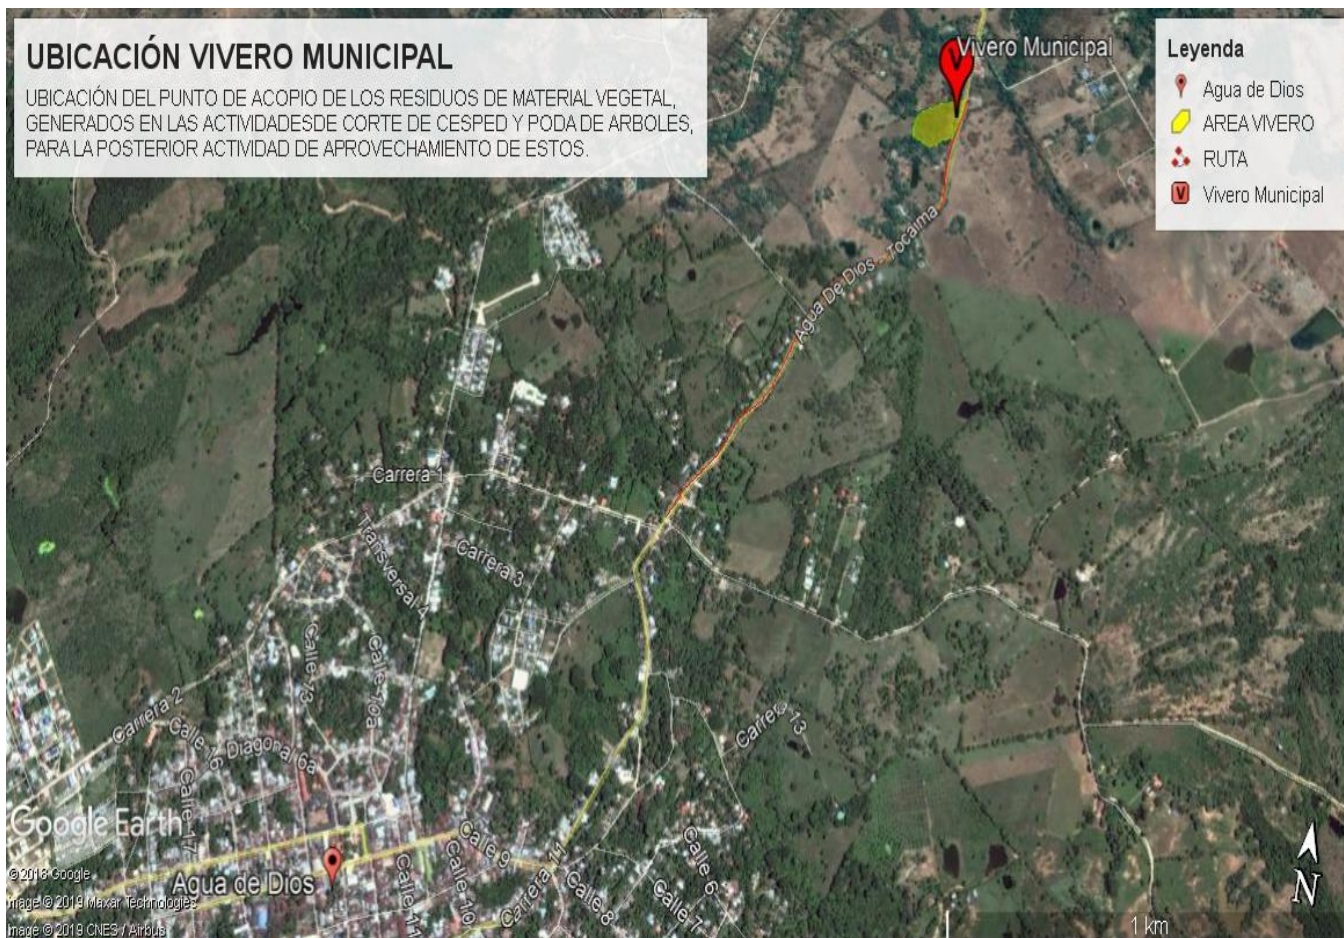 UBICACIÓN VIVERO MUNICIPAL
UBICACIÓN DEL PUNTO DE ACOPIO DE LOS RESIDUOS DE MATERIAL VEGETAL,
GENERADOS EN LAS ACTIVIDADESDE CORTE DE CESPED Y PODA DE ARBOLES,
PARA LA POSTERIOR ACTIVIDAD DE APROVECHAMIENTO DE ESTOS.
Vivero Municipal
V
Leyenda
Agua de Dios
AREA VIVERO
RUTA
V Vivero Municipal
Agua De Dios - Tocaima
Carrera 1
Carrera 3
Transversal 4
Carrera 2
Calle 16
Diagonal 6a
Calle 17
Carrera 13
Calle 9
Calle 10
Calle 11
Carrera 11
Calle 6
Calle 7
Calle 8
Agua de Dios
Google Earth
© 2018 Google
Image © 2019 Maxar Technologies
Image © 2019 CNES / Airbus
1 km
N